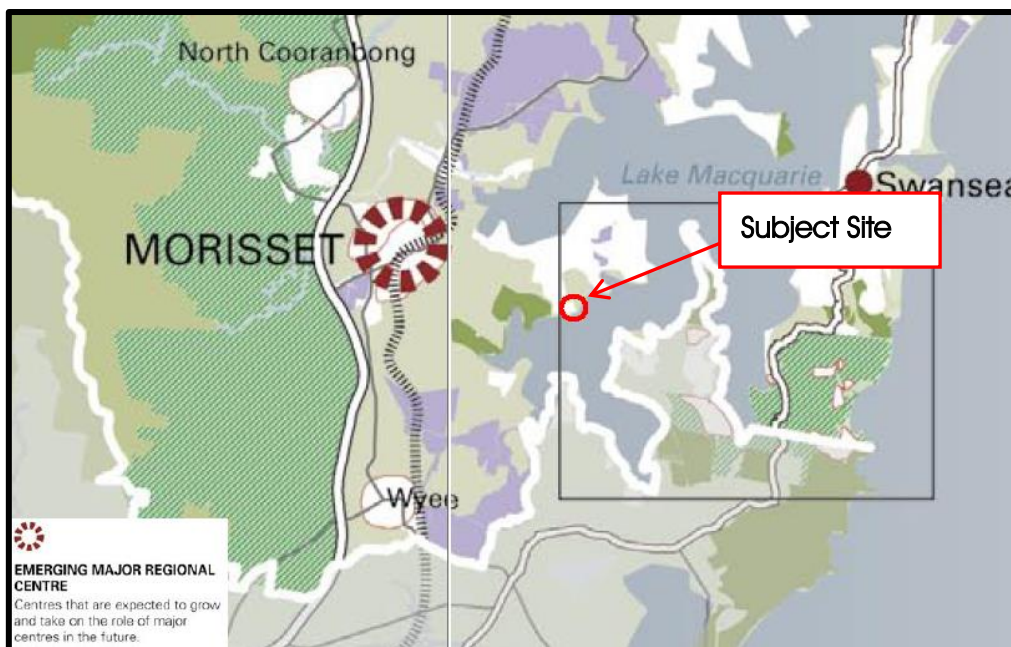 North Cooranbong
Lake Macquarie
Swansea
Subject Site
MORISSET
Wyee
EMERGING MAJOR REGIONAL
CENTRE
Centres that are expected to grow
and take on the role of major
centres in the future.